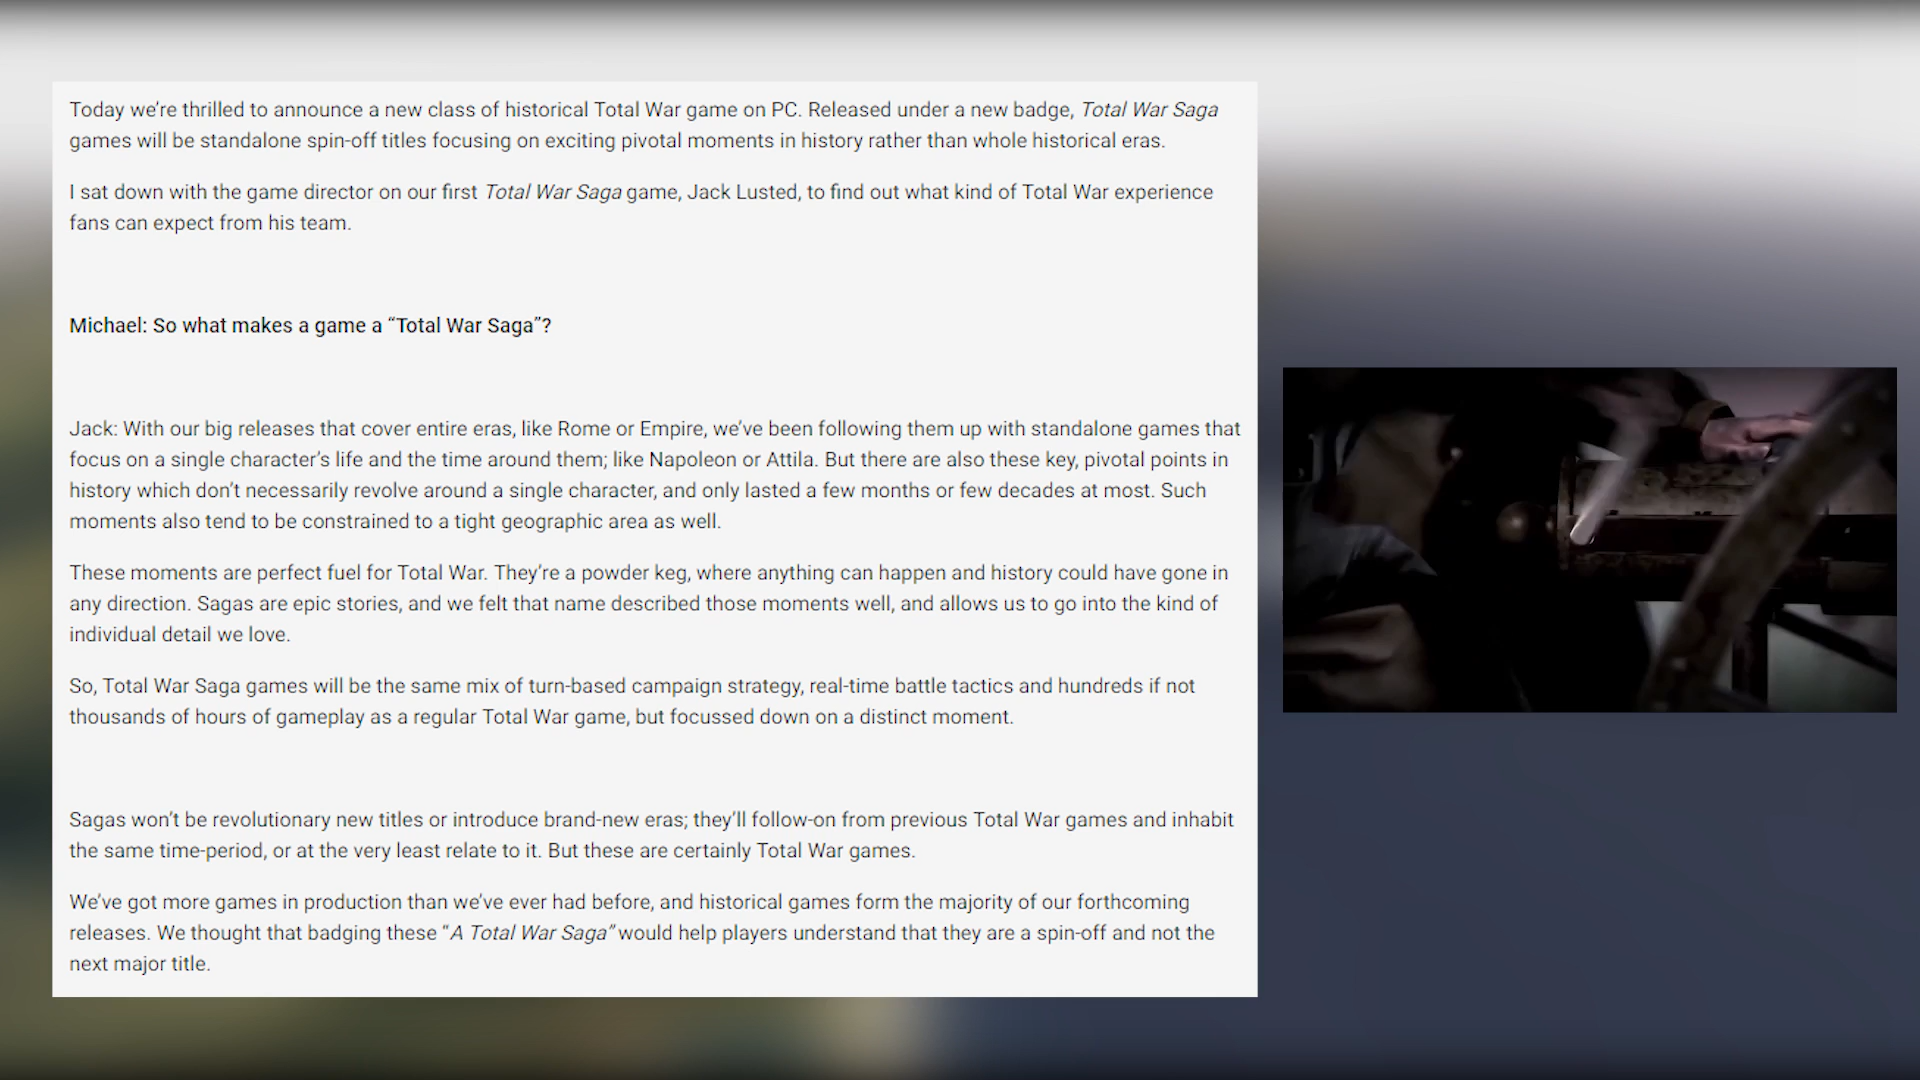 Today we’re thrilled to announce a new class of historical Total War game on PC. Released under a new badge, Total War Saga
games will be standalone spin-off titles focusing on exciting pivotal moments in history rather than whole historical eras.
I sat down with the game director on our first Total War Saga game, Jack Lusted, to find out what kind of Total War experience
fans can expect from his team.
Michael: So what makes a game a “Total War Saga”?
Jack: With our big releases that cover entire eras, like Rome or Empire, we’ve been following them up with standalone games that
focus on a single character’s life and the time around them; like Napoleon or Attila. But there are also these key, pivotal points in
history which don’t necessarily revolve around a single character, and only lasted a few months or few decades at most. Such
moments also tend to be constrained to a tight geographic area as well.
These moments are perfect fuel for Total War. They’re a powder keg, where anything can happen and history could have gone in
any direction. Sagas are epic stories, and we felt that name described those moments well, and allows us to go into the kind of
individual detail we love.
So, Total War Saga games will be the same mix of turn-based campaign strategy, real-time battle tactics and hundreds if not
thousands of hours of gameplay as a regular Total War game, but focussed down on a distinct moment.
Sagas won’t be revolutionary new titles or introduce brand-new eras; they’ll follow-on from previous Total War games and inhabit
the same time-period, or at the very least relate to it. But these are certainly Total War games.
We’ve got more games in production than we’ve ever had before, and historical games form the majority of our forthcoming
releases. We thought that badging these “A Total War Saga” would help players understand that they are a spin-off and not the
next major title.